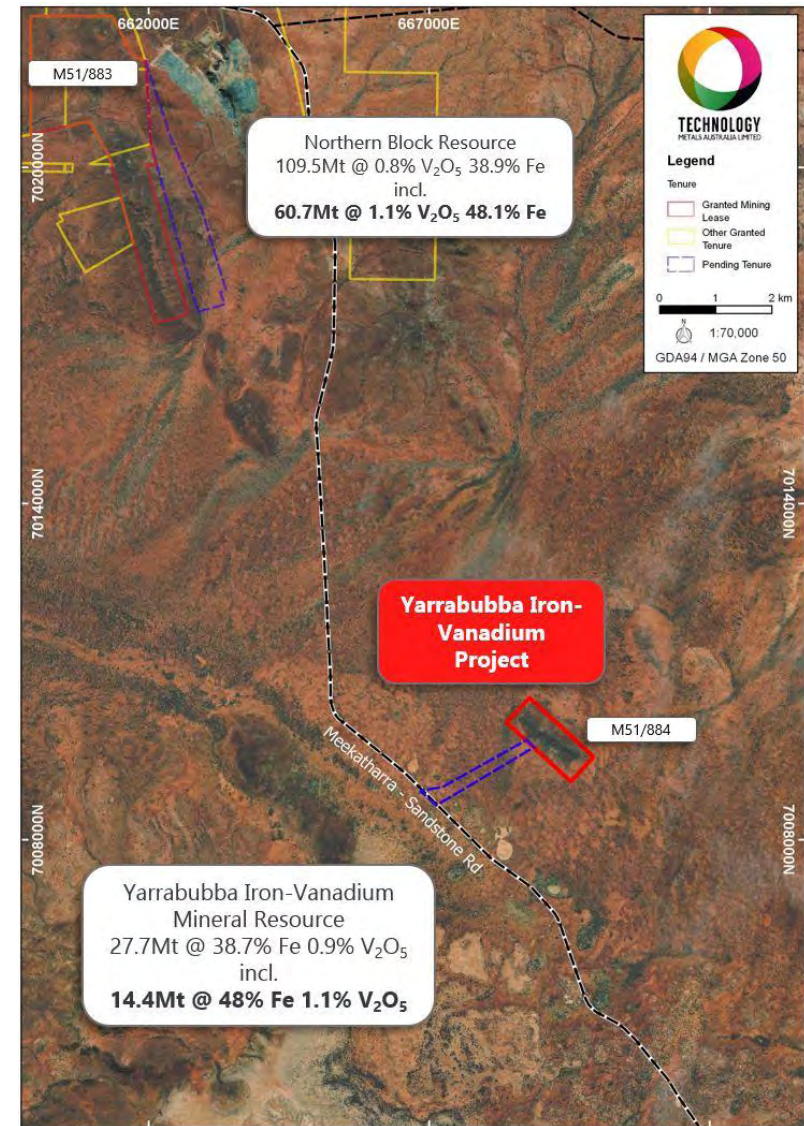 662000E
667000E
M51/883
TECHNOLOGY
METALS AUSTRALIA LIMITED
Legend
Tenure
Granted Mining
Lease
Other Granted
Tenure
Pending Tenure
0 1 2 km
N
1:70,000
GDA94 / MGA Zone 50
7020000N
7020000N
Northern Block Resource
109.5Mt @ 0.8% V₂O₅ 38.9% Fe
incl.
60.7Mt @ 1.1% V₂O₅ 48.1% Fe
7014000N
7014000N
Yarrabubba Iron-
Vanadium
Project
M51/884
Meekatharra - Sandstone Rd
7008000N
7008000N
Yarrabubba Iron-Vanadium
Mineral Resource
27.7Mt @ 38.7% Fe 0.9% V₂O₅
incl.
14.4Mt @ 48% Fe 1.1% V₂O₅